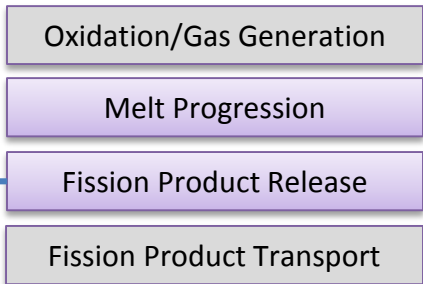 Oxidation/Gas Generation
Melt Progression
Fission Product Release
Fission Product Transport